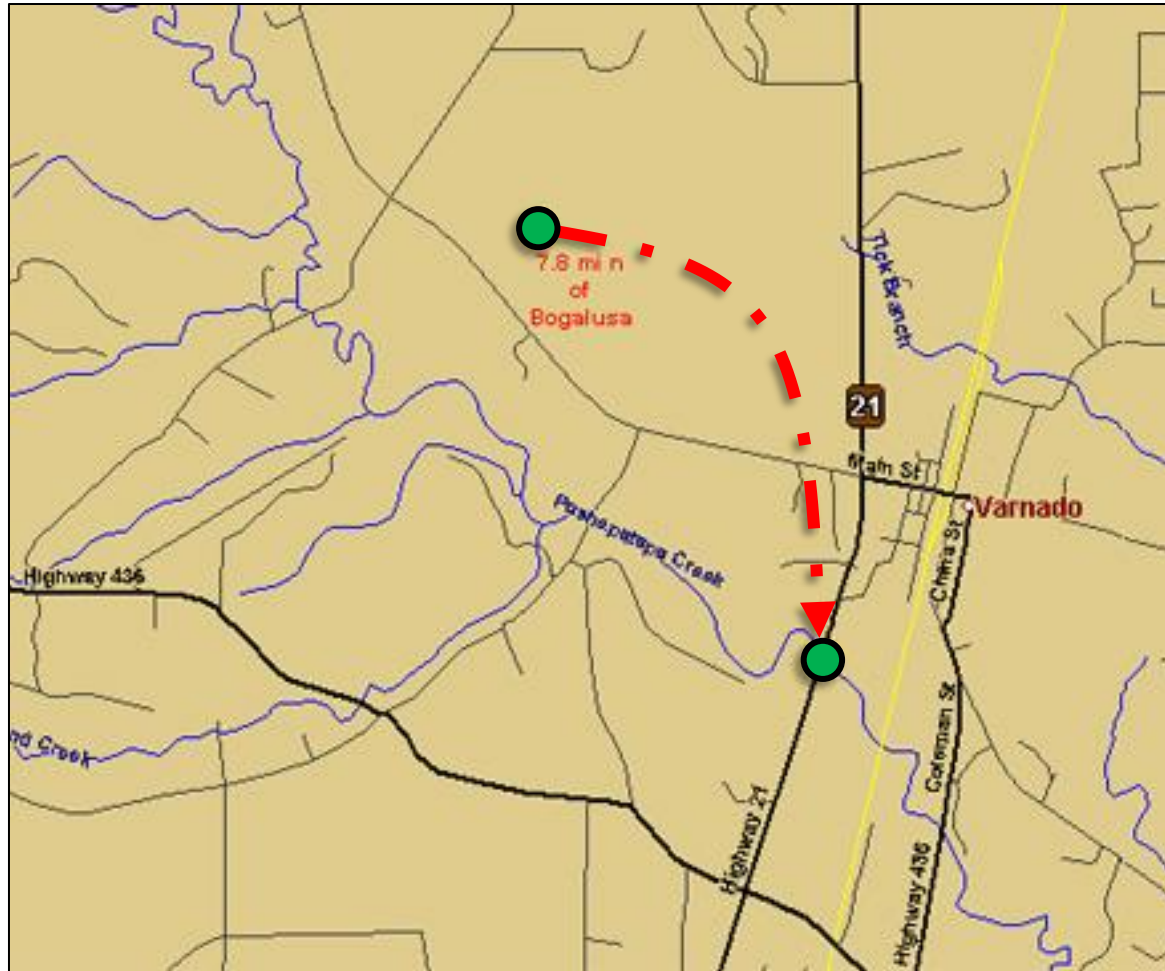 Tick Branch
7.8 mi n
of
Bogalusa
21
Main St
Varnado
Pushepatapa Creek
China St
Highway 436
Coleman St
nd Creek
Highway 21
Highway 436